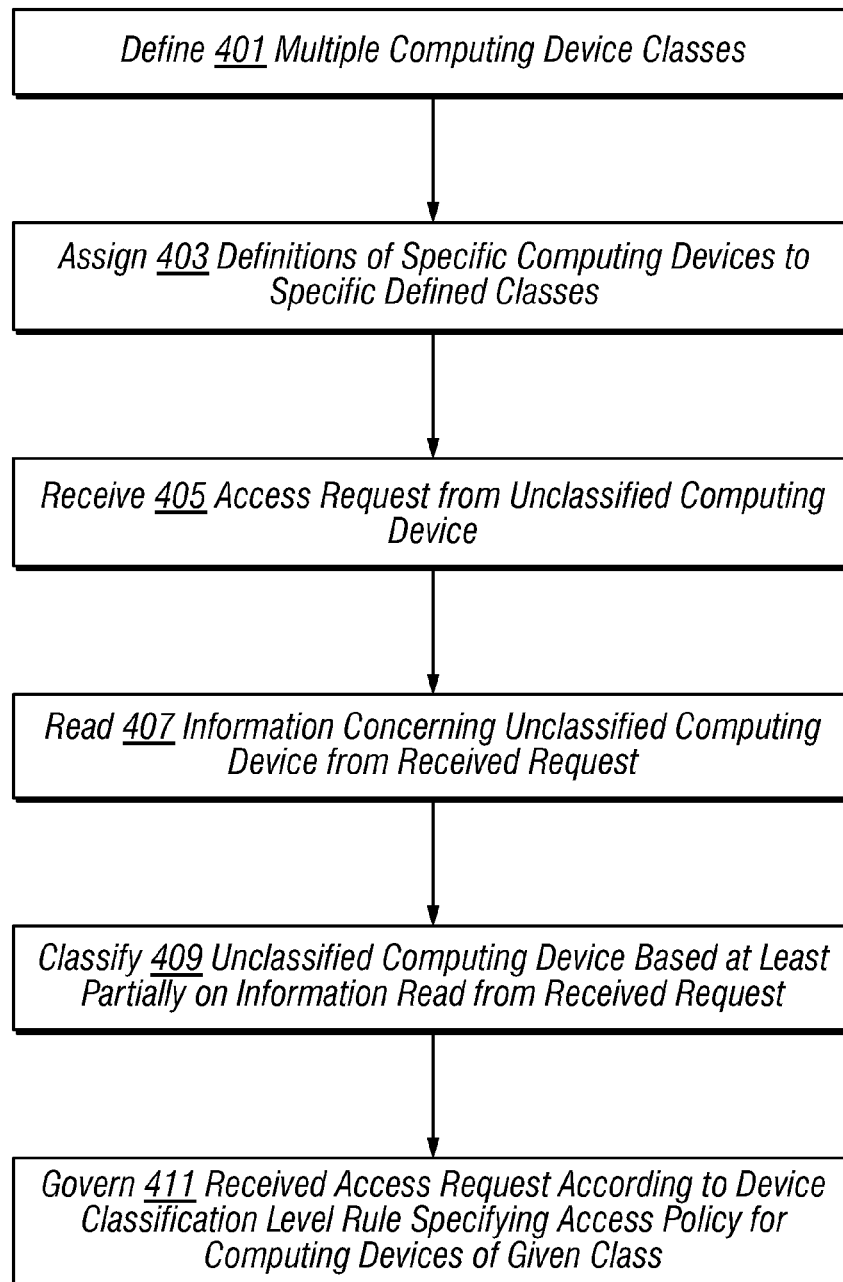 Define 401 Multiple Computing Device Classes
Assign 403 Definitions of Specific Computing Devices to
Specific Defined Classes
Receive 405 Access Request from Unclassified Computing
Device
Read 407 Information Concerning Unclassified Computing
Device from Received Request
Classify 409 Unclassified Computing Device Based at Least
Partially on Information Read from Received Request
Govern 411 Received Access Request According to Device
Classification Level Rule Specifying Access Policy for
Computing Devices of Given Class